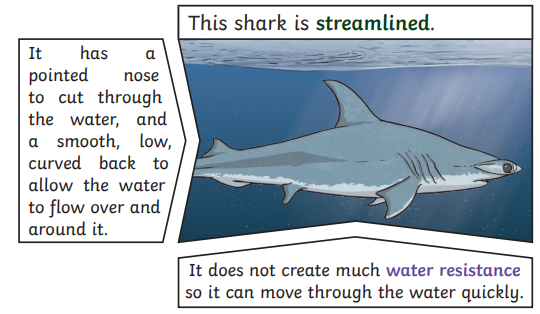 This shark is streamlined.
It has a
pointed nose
to cut through
the water, and
a smooth, low,
curved back to
allow the water
to flow over and
around it.
It does not create much water resistance
so it can move through the water quickly.